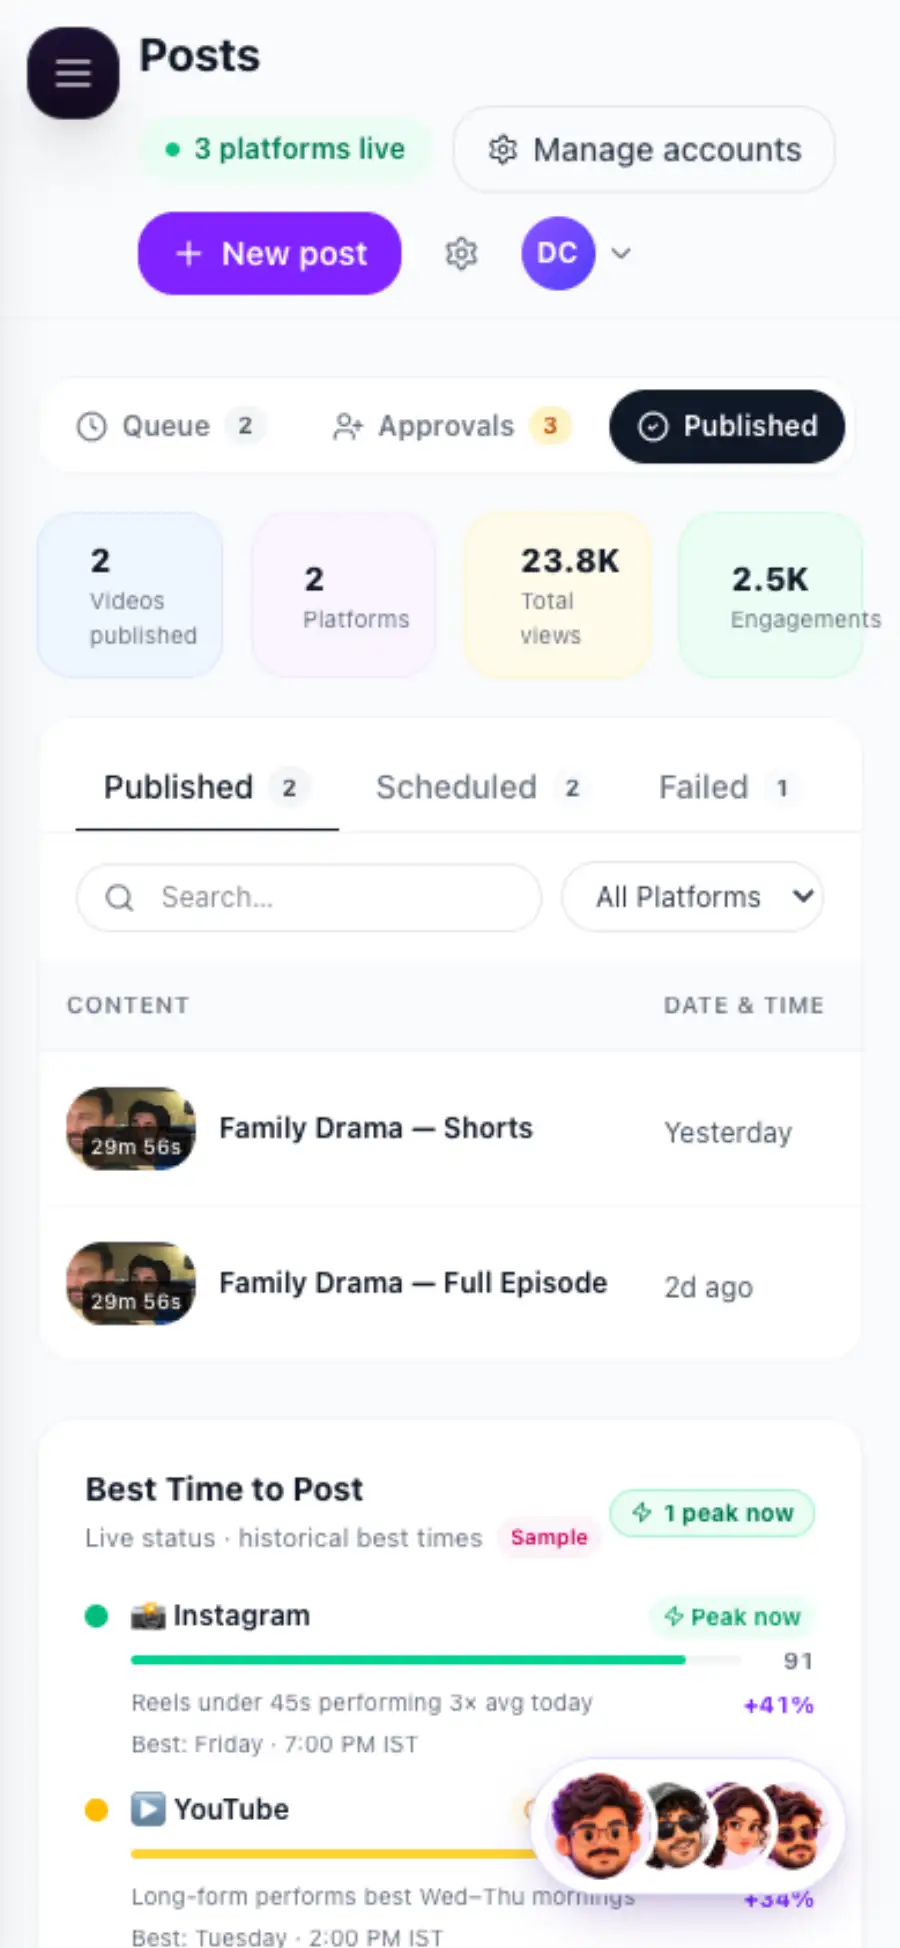 Posts
3 platforms live
Manage accounts
+ New post
DC
Queue 2
Approvals 3
Published
2
Videos
published
2
Platforms
23.8K
Total
views
2.5K
Engagements
Published 2
Scheduled 2
Failed 1
Search...
All Platforms
CONTENT
DATE & TIME
29m 56s
Family Drama — Shorts
Yesterday
29m 56s
Family Drama — Full Episode
2d ago
Best Time to Post
Live status · historical best times
Sample
1 peak now
Instagram
Peak now
91
Reels under 45s performing 3× avg today
+41%
Best: Friday · 7:00 PM IST
YouTube
Long-form performs best Wed–Thu mornings
+34%
Best: Tuesday · 2:00 PM IST